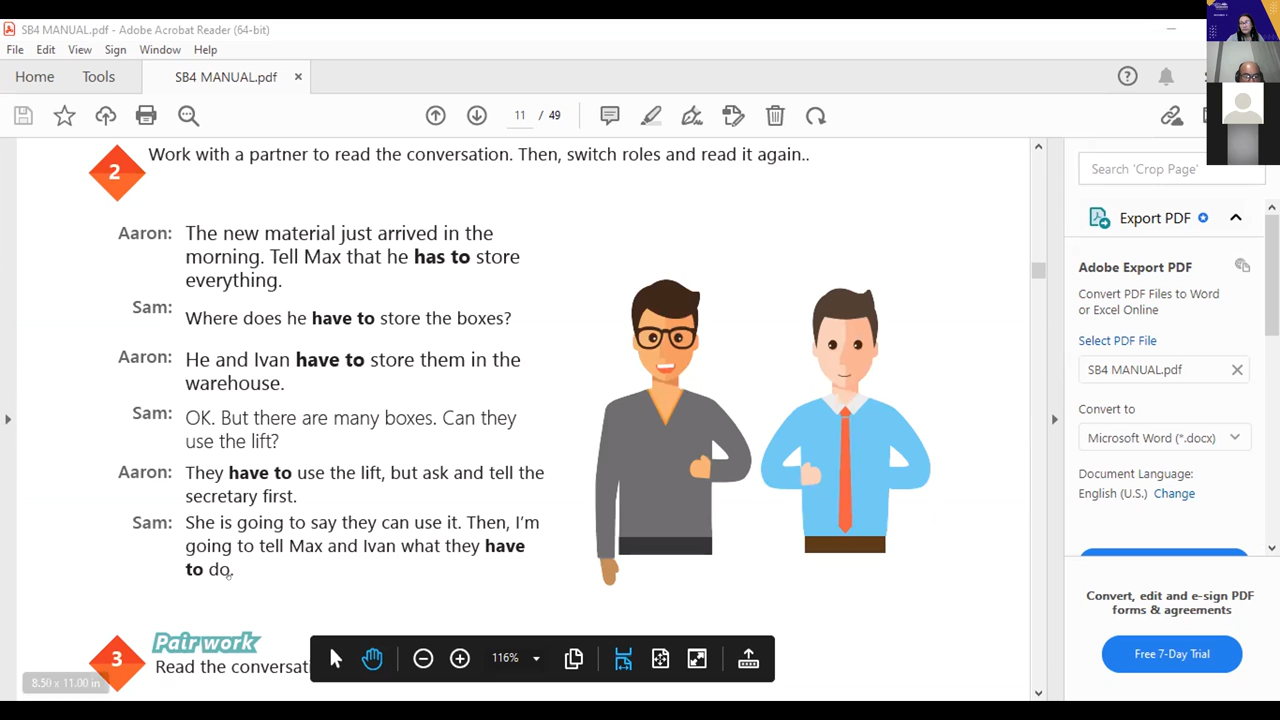 SB4 MANUAL.pdf - Adobe Acrobat Reader (64-bit)
File Edit View Sign Window Help
Home Tools SB4 MANUAL.pdf ×
11 / 49
Search 'Crop Page'
Export PDF
Adobe Export PDF
Convert PDF Files to Word
or Excel Online
Select PDF File
SB4 MANUAL.pdf
Convert to
Microsoft Word (*.docx)
Document Language:
English (U.S.) Change
Convert, edit and e-sign PDF
forms & agreements
Free 7-Day Trial
2 Work with a partner to read the conversation. Then, switch roles and read it again..
Aaron: The new material just arrived in the
morning. Tell Max that he has to store
everything.
Sam: Where does he have to store the boxes?
Aaron: He and Ivan have to store them in the
warehouse.
Sam: OK. But there are many boxes. Can they
use the lift?
Aaron: They have to use the lift, but ask and tell the
secretary first.
Sam: She is going to say they can use it. Then, I'm
going to tell Max and Ivan what they have
to do.
3 Pair work
Read the conversati
116%
8.50 x 11.00 in